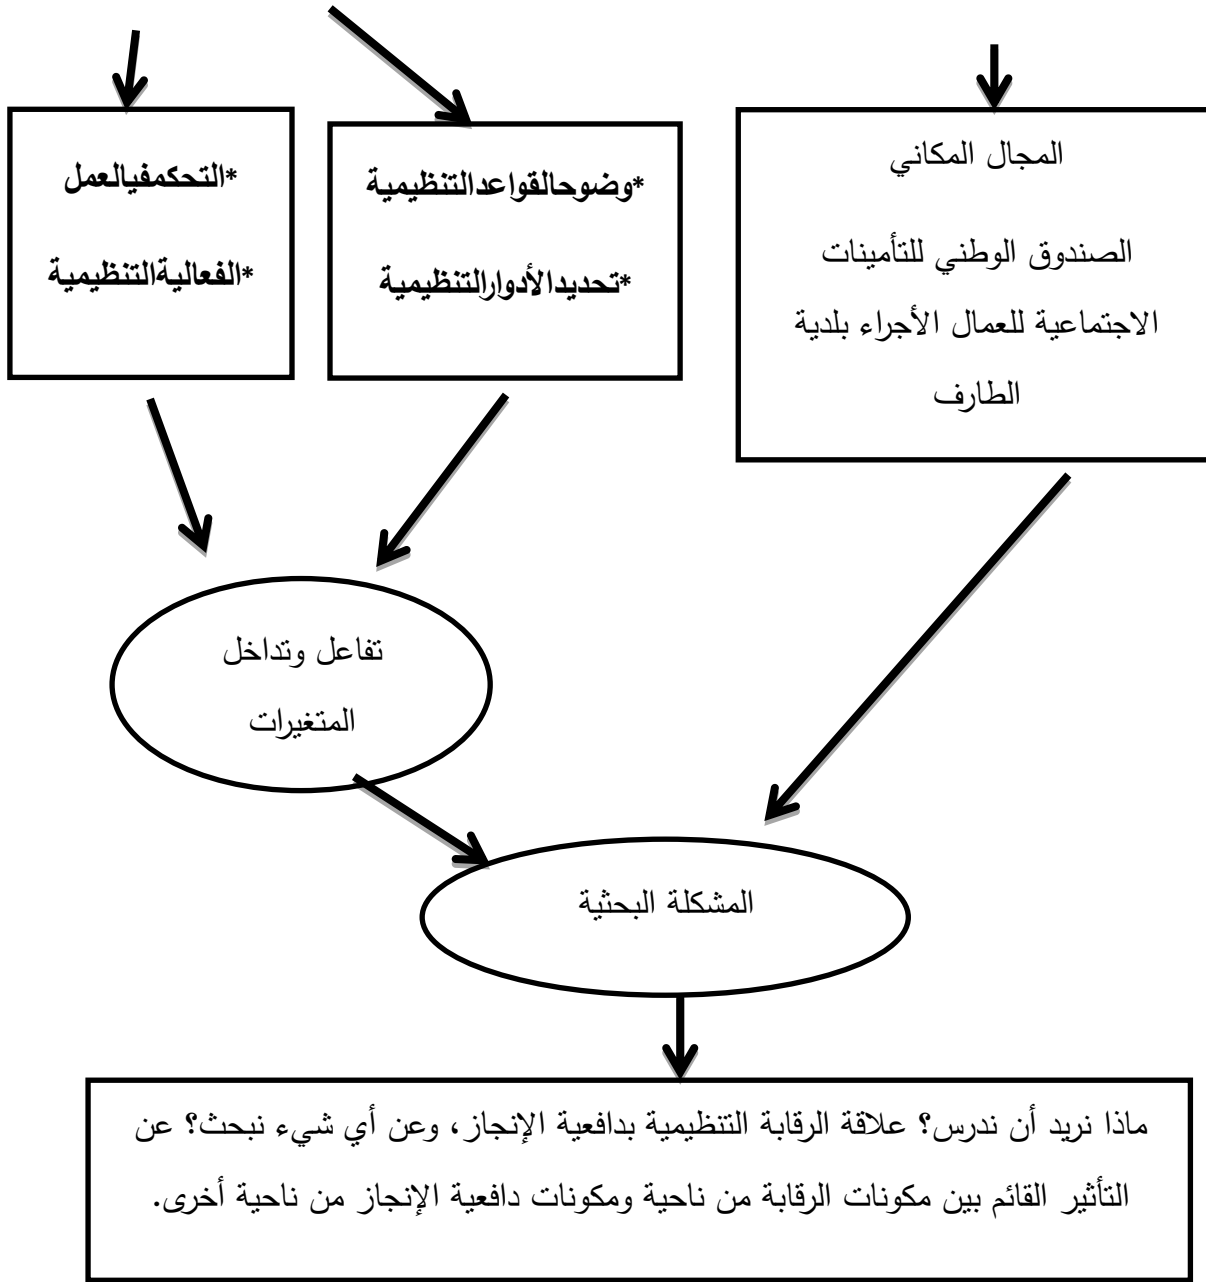 المجال المكاني
الصندوق الوطني للتأمينات
الاجتماعية للعمال الأجراء بلدية
الطارف
*وضوحالقواعدالتنظيمية
*تحديدالأدوارالتنظيمية
*التحكمفيالعمل
*الفعاليةالتنظيمية
تفاعل وتداخل
المتغيرات
المشكلة البحثية
ماذا نريد أن ندرس؟ علاقة الرقابة التنظيمية بدافعية الإنجاز، وعن أي شيء نبحث؟ عن
التأثير القائم بين مكونات الرقابة من ناحية ومكونات دافعية الإنجاز من ناحية أخرى.